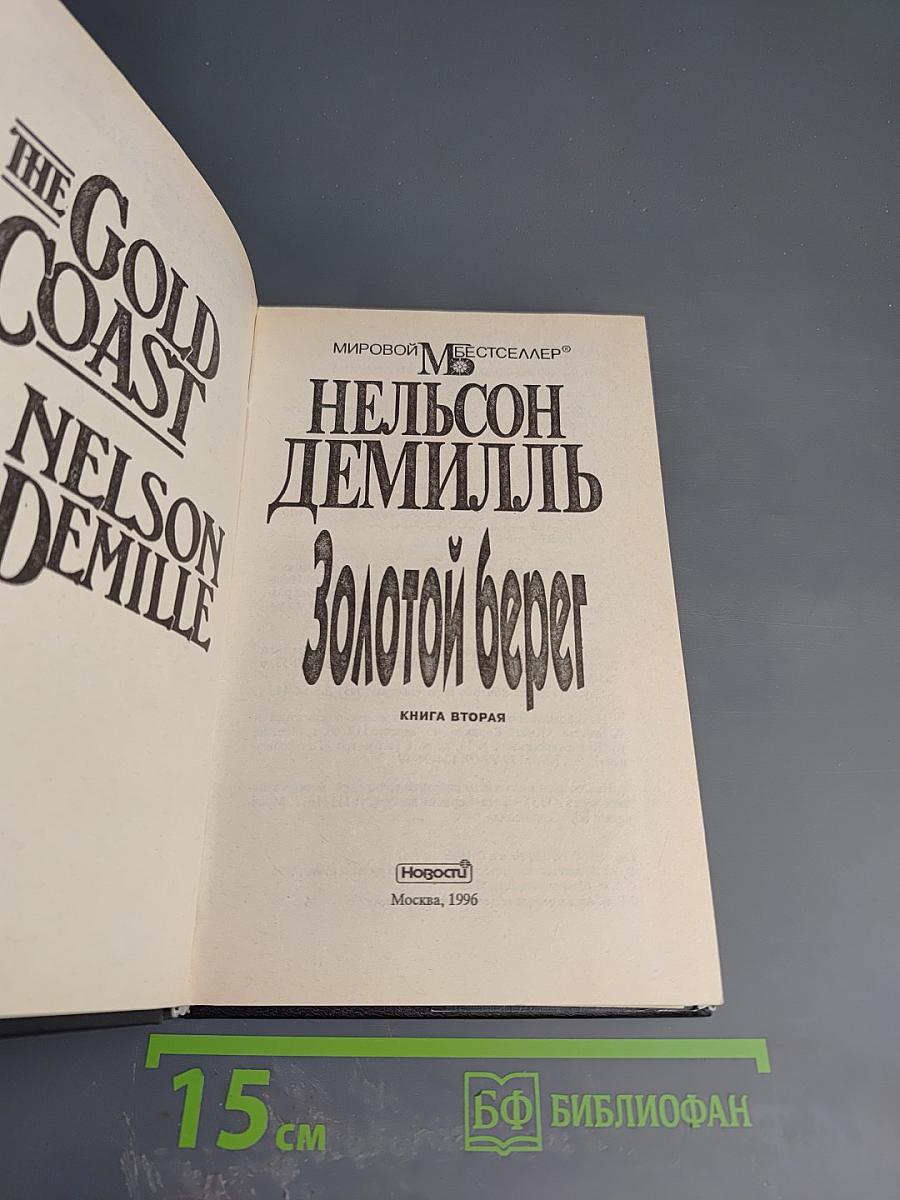 THE
GOLD
COAST
NELSON
DEMILLE
МИРОВОЙ МБ БЕСТСЕЛЛЕР®
НЕЛЬСОН
ДЕМИЛЛЬ
Золотой берег
КНИГА ВТОРАЯ
Новости
Москва, 1996
15 см
БФ БИБЛИОФАН